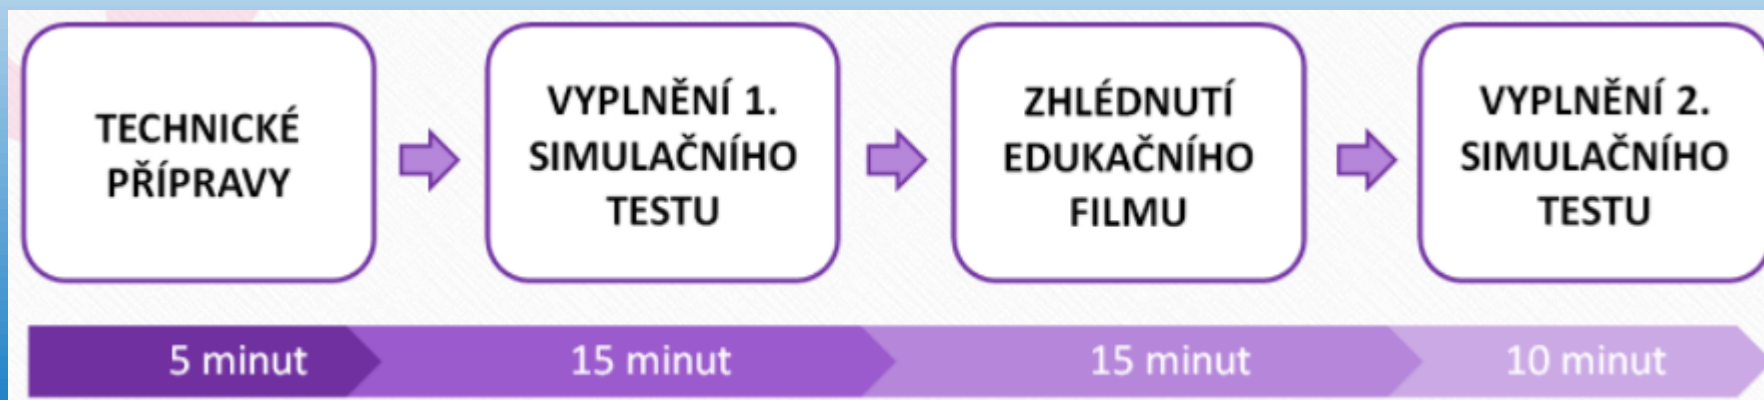 TECHNICKÉ
PŘÍPRAVY
VYPLNĚNÍ 1.
SIMULAČNÍHO
TESTU
ZHLÉDNUTÍ
EDUKAČNÍHO
FILMU
VYPLNĚNÍ 2.
SIMULAČNÍHO
TESTU
5 minut
15 minut
15 minut
10 minut